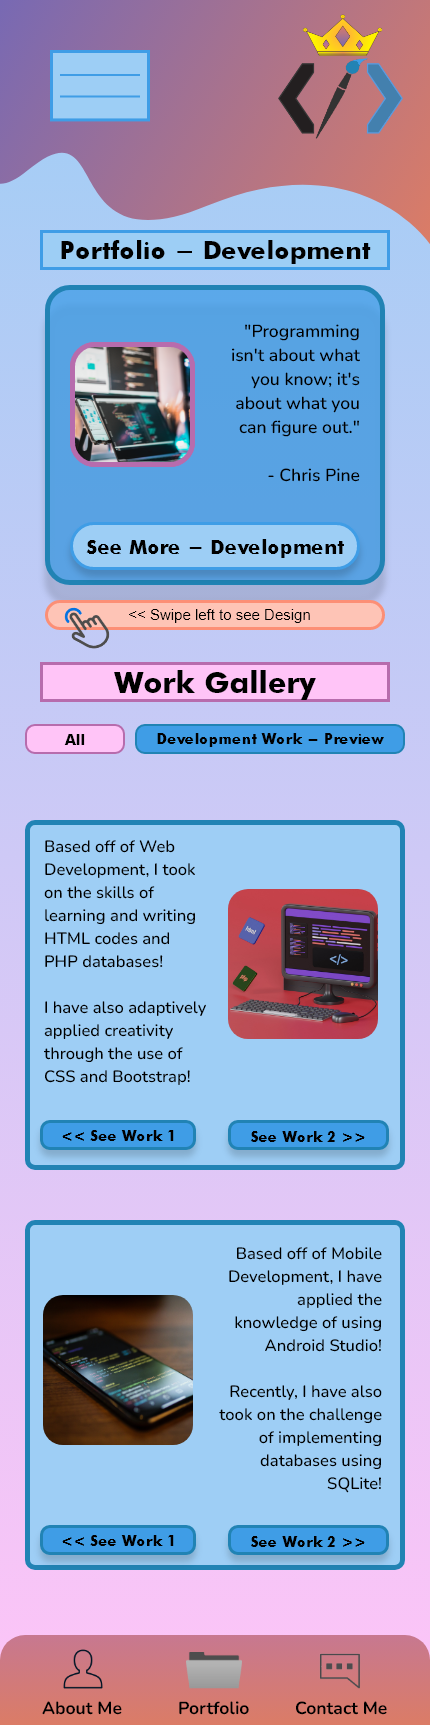 Portfolio – Development
"Programming
isn't about what
you know; it's
about what you
can figure out."
- Chris Pine
See More – Development
<< Swipe left to see Design
Work Gallery
All
Development Work – Preview
Based off of Web
Development, I took
on the skills of
learning and writing
HTML codes and
PHP databases!
I have also adaptively
applied creativity
through the use of
CSS and Bootstrap!
</>
<< See Work 1
See Work 2 >>
Based off of Mobile
Development, I have
applied the
knowledge of using
Android Studio!
Recently, I have also
took on the challenge
of implementing
databases using
SQLite!
<< See Work 1
See Work 2 >>
About Me
Portfolio
Contact Me